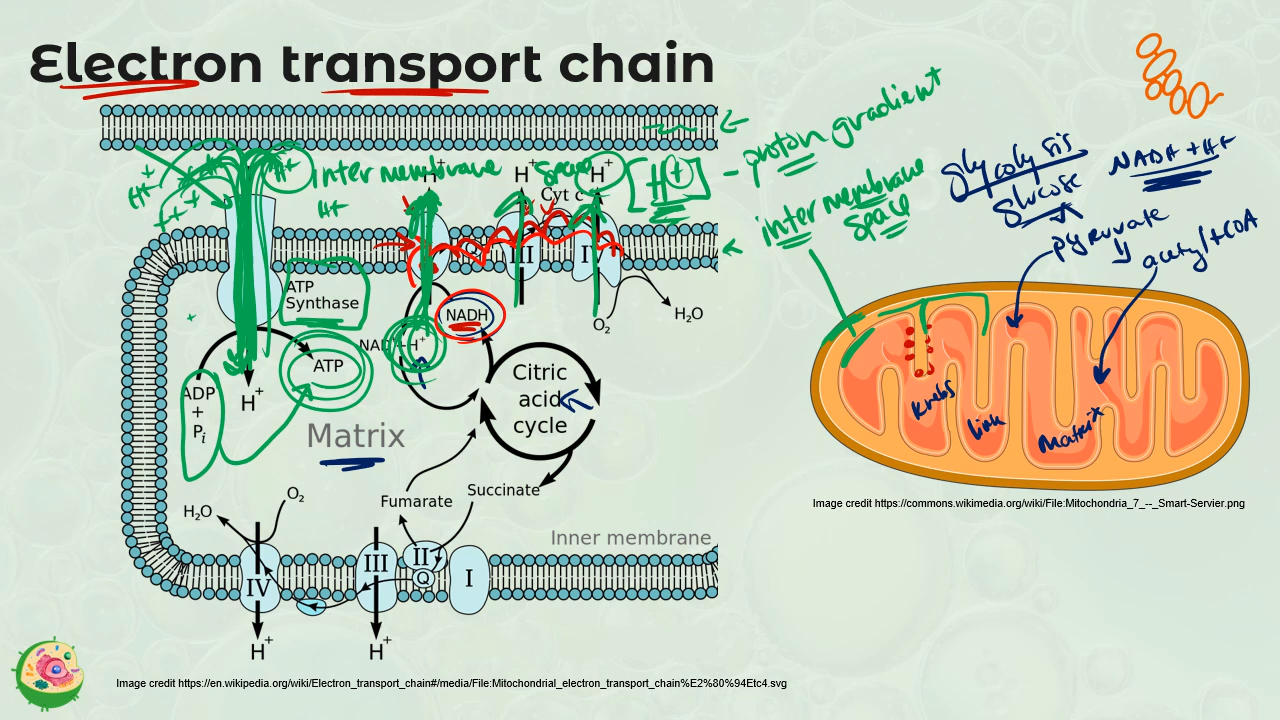 Electron transport chain
proton gradient
inter membrane
space
glycolysis
glucose
NADH + H+
pyruvate
acetyl + COA
H+
H+
inter membrane
space
H+
H+
H+
[H+]
H+
Cyt c
III
IV
ATP
Synthase
NADH
NAD+ + H+
O₂
H₂O
ATP
ADP
+
Pi
H+
Citric
acid
cycle
Matrix
Krebs
link
Matrix
Succinate
Fumarate
O₂
H₂O
Inner membrane
IV
III
II
Q
I
H+
H+
Image credit https://commons.wikimedia.org/wiki/File:Mitochondria_7_--_Smart-Servier.png
Image credit https://en.wikipedia.org/wiki/Electron_transport_chain#/media/File:Mitochondrial_electron_transport_chain%E2%80%94Etc4.svg